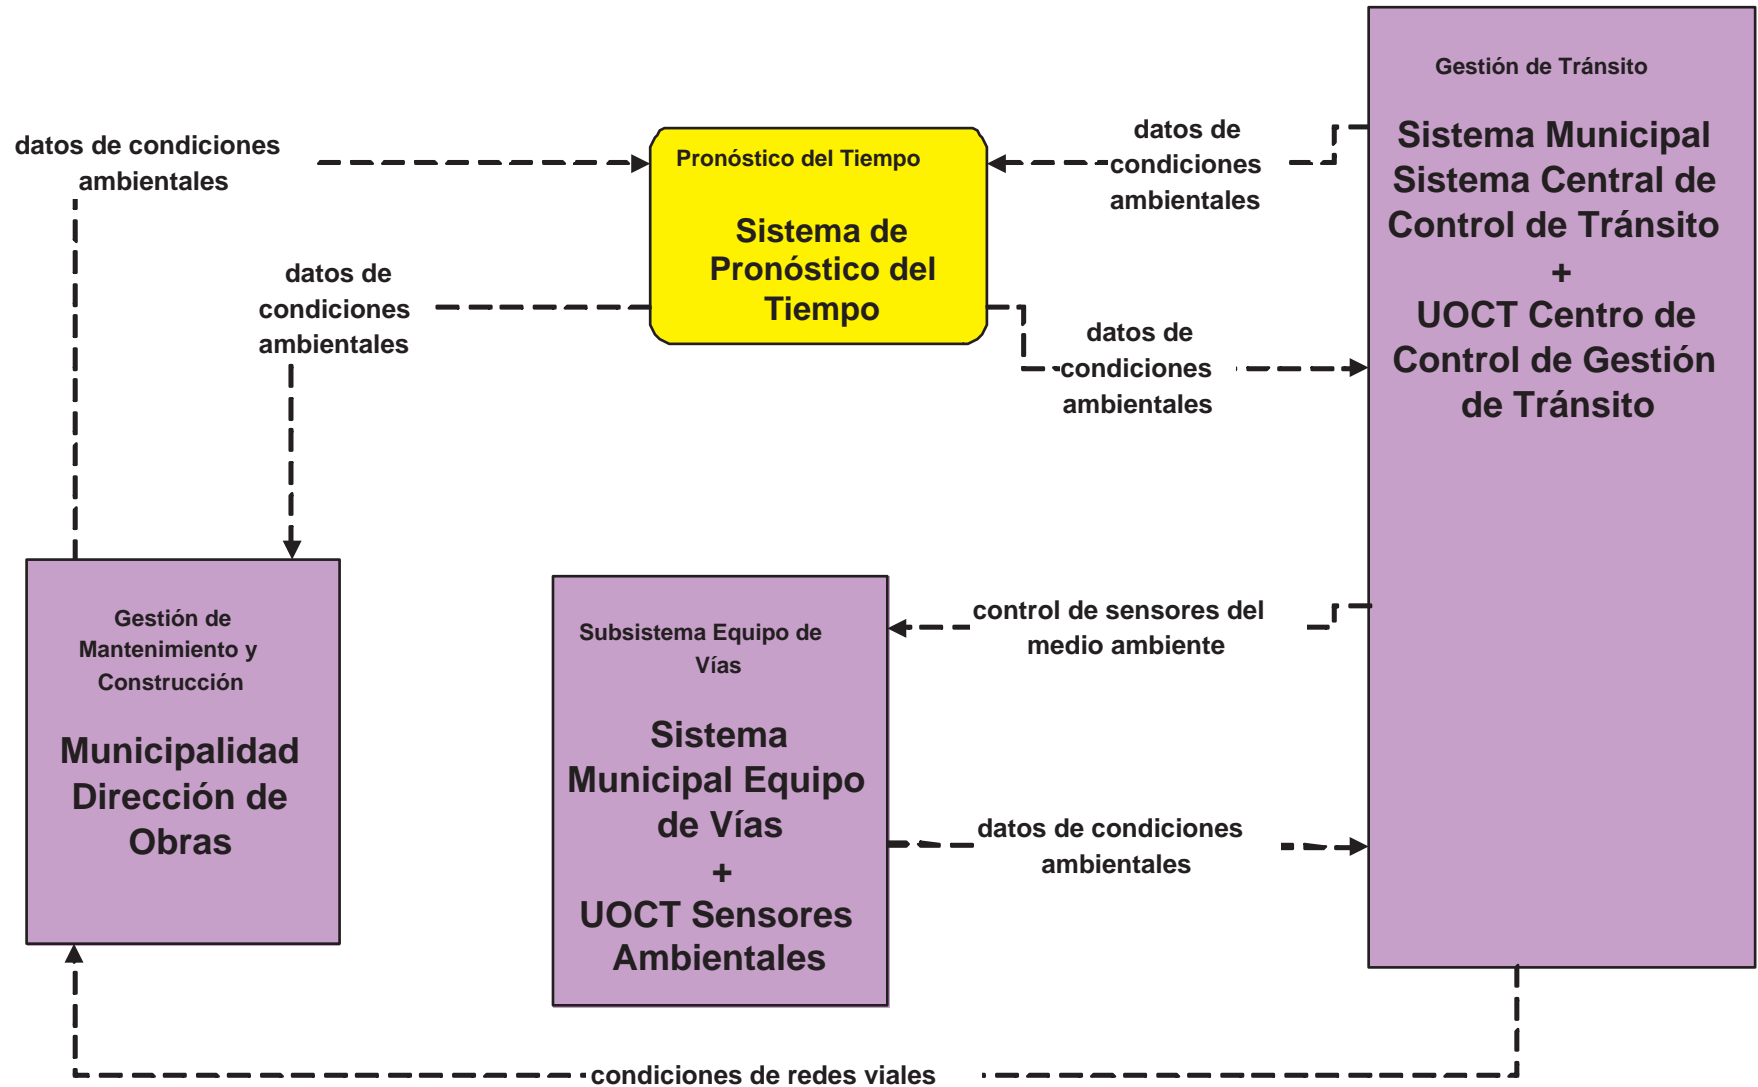 Gestión de Tránsito
Sistema Municipal
Sistema Central de
Control de Tránsito
+
UOCT Centro de
Control de Gestión
de Tránsito
datos de condiciones
ambientales
Pronóstico del Tiempo
Sistema de
Pronóstico del
Tiempo
datos de
condiciones
ambientales
datos de
condiciones
ambientales
datos de
condiciones
ambientales
Gestión de
Mantenimiento y
Construcción
Municipalidad
Dirección de
Obras
Subsistema Equipo de
Vías
Sistema
Municipal Equipo
de Vías
+
UOCT Sensores
Ambientales
control de sensores del
medio ambiente
datos de condiciones
ambientales
condiciones de redes viales